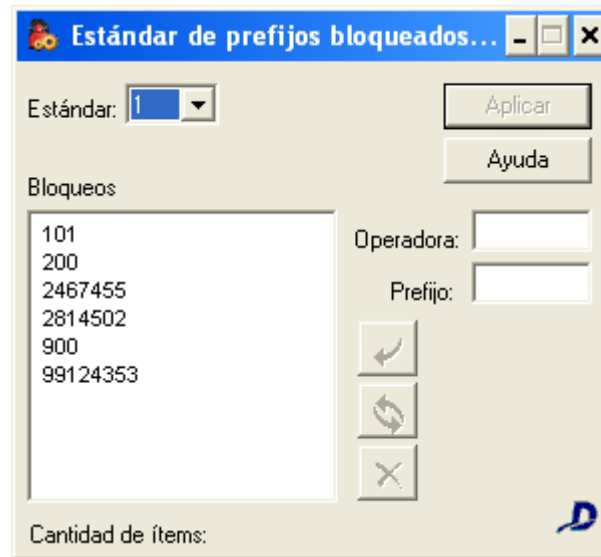 Estándar de prefijos bloqueados...
Estándar: 1
Aplicar
Ayuda
Bloqueos
101
200
2467455
2814502
900
99124353
Operadora:
Prefijo:
Cantidad de ítems:
D